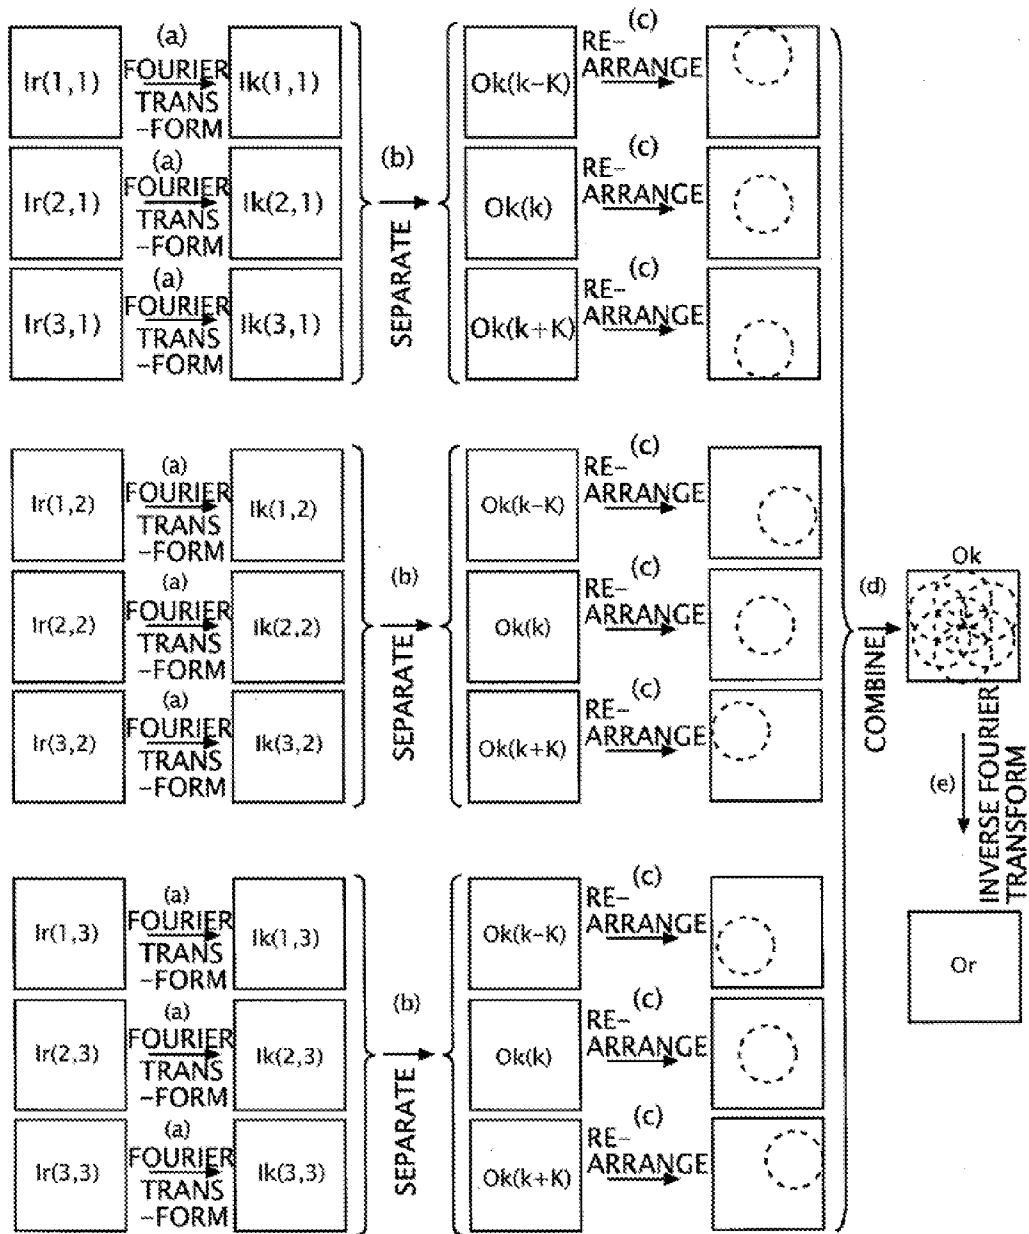 Ir(1,1)
(a)
FOURIER
TRANS
-FORM
Ik(1,1)
Ir(2,1)
(a)
FOURIER
TRANS
-FORM
Ik(2,1)
Ir(3,1)
(a)
FOURIER
TRANS
-FORM
Ik(3,1)
(b)
SEPARATE
Ok(k-K)
(c)
RE-
ARRANGE
Ok(k)
(c)
RE-
ARRANGE
Ok(k+K)
(c)
RE-
ARRANGE
Ir(1,2)
(a)
FOURIER
TRANS
-FORM
Ik(1,2)
Ir(2,2)
(a)
FOURIER
TRANS
-FORM
Ik(2,2)
Ir(3,2)
(a)
FOURIER
TRANS
-FORM
Ik(3,2)
(b)
SEPARATE
Ok(k-K)
(c)
RE-
ARRANGE
Ok(k)
(c)
RE-
ARRANGE
Ok(k+K)
(c)
RE-
ARRANGE
Ir(1,3)
(a)
FOURIER
TRANS
-FORM
Ik(1,3)
Ir(2,3)
(a)
FOURIER
TRANS
-FORM
Ik(2,3)
Ir(3,3)
(a)
FOURIER
TRANS
-FORM
Ik(3,3)
(b)
SEPARATE
Ok(k-K)
(c)
RE-
ARRANGE
Ok(k)
(c)
RE-
ARRANGE
Ok(k+K)
(c)
RE-
ARRANGE
(d)
COMBINE
Ok
(e)
INVERSE FOURIER
TRANSFORM
Or